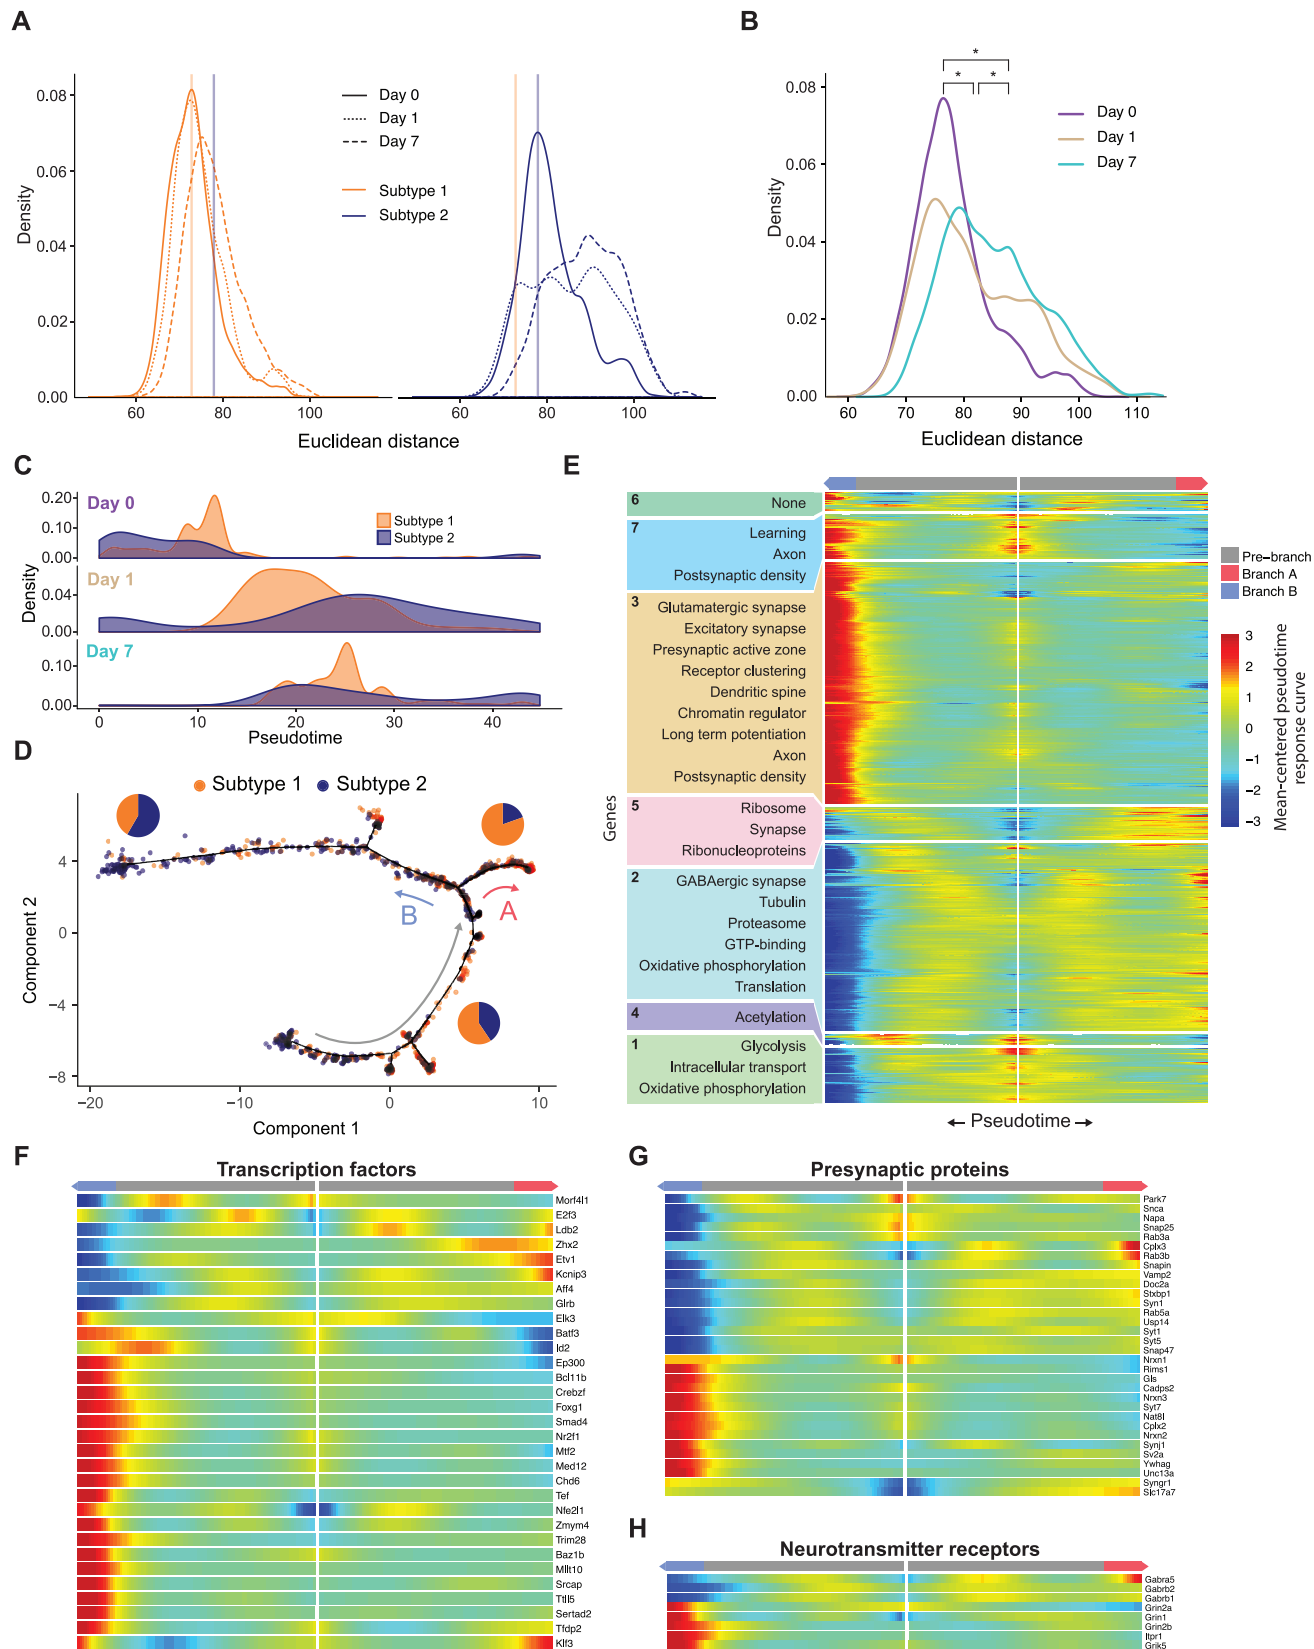 A
0.08
0.06
0.04
0.02
0.00
Density
Day 0
Day 1
Day 7
Subtype 1
Subtype 2
60
80
100
60
80
100
Euclidean distance
B
*
* *
0.08
0.06
0.04
0.02
0.00
Density
Day 0
Day 1
Day 7
60
70
80
90
100
110
Euclidean distance
C
Day 0
0.20
0.10
0.00
Subtype 1
Subtype 2
Day 1
0.04
0.00
Density
Day 7
0.10
0.00
0
10
20
30
40
Pseudotime
D
Subtype 1
Subtype 2
4
0
−4
−8
Component 2
B
A
−20
−10
0
10
Component 1
E
Genes
6
None
7
Learning
Axon
Postsynaptic density
3
Glutamergic synapse
Excitatory synapse
Presynaptic active zone
Receptor clustering
Dendritic spine
Chromatin regulator
Long term potentiation
Axon
Postsynaptic density
5
Ribosome
Synapse
Ribonucleoproteins
2
GABAergic synapse
Tubulin
Proteasome
GTP-binding
Oxidative phosphorylation
Translation
4
Acetylation
1
Glycolysis
Intracellular transport
Oxidative phosphorylation
← Pseudotime →
Pre−branch
Branch A
Branch B
3
2
1
0
−1
−2
−3
Mean-centered pseudotime
response curve
F
Transcription factors
Morf4l1
E2f3
Ldb2
Zhx2
Etv1
Kcnip3
Aff4
Glrb
Elk3
Batf3
Id2
Ep300
Bcl11b
Crebzf
Foxg1
Smad4
Nr2f1
Mtf2
Med12
Chd6
Tef
Nfe2l1
Zmym4
Trim28
Baz1b
Mllt10
Srcap
Ttll5
Sertad2
Tfdp2
Klf3
G
Presynaptic proteins
Park7
Snca
Napa
Snap25
Rab3a
Cplx3
Rab3b
Snapin
Vamp2
Doc2a
Stxbp1
Syn1
Rab5a
Usp14
Syt1
Syt5
Snap47
Nrxn1
Rims1
Gls
Cadps2
Nrxn3
Syt7
Nat8l
Cplx2
Nrxn2
Synj1
Sv2a
Ywhag
Unc13a
Syngr1
Slc17a7
H
Neurotransmitter receptors
Gabra5
Gabrb2
Gabrb1
Grin2a
Grin1
Grin2b
Itpr1
Grik5